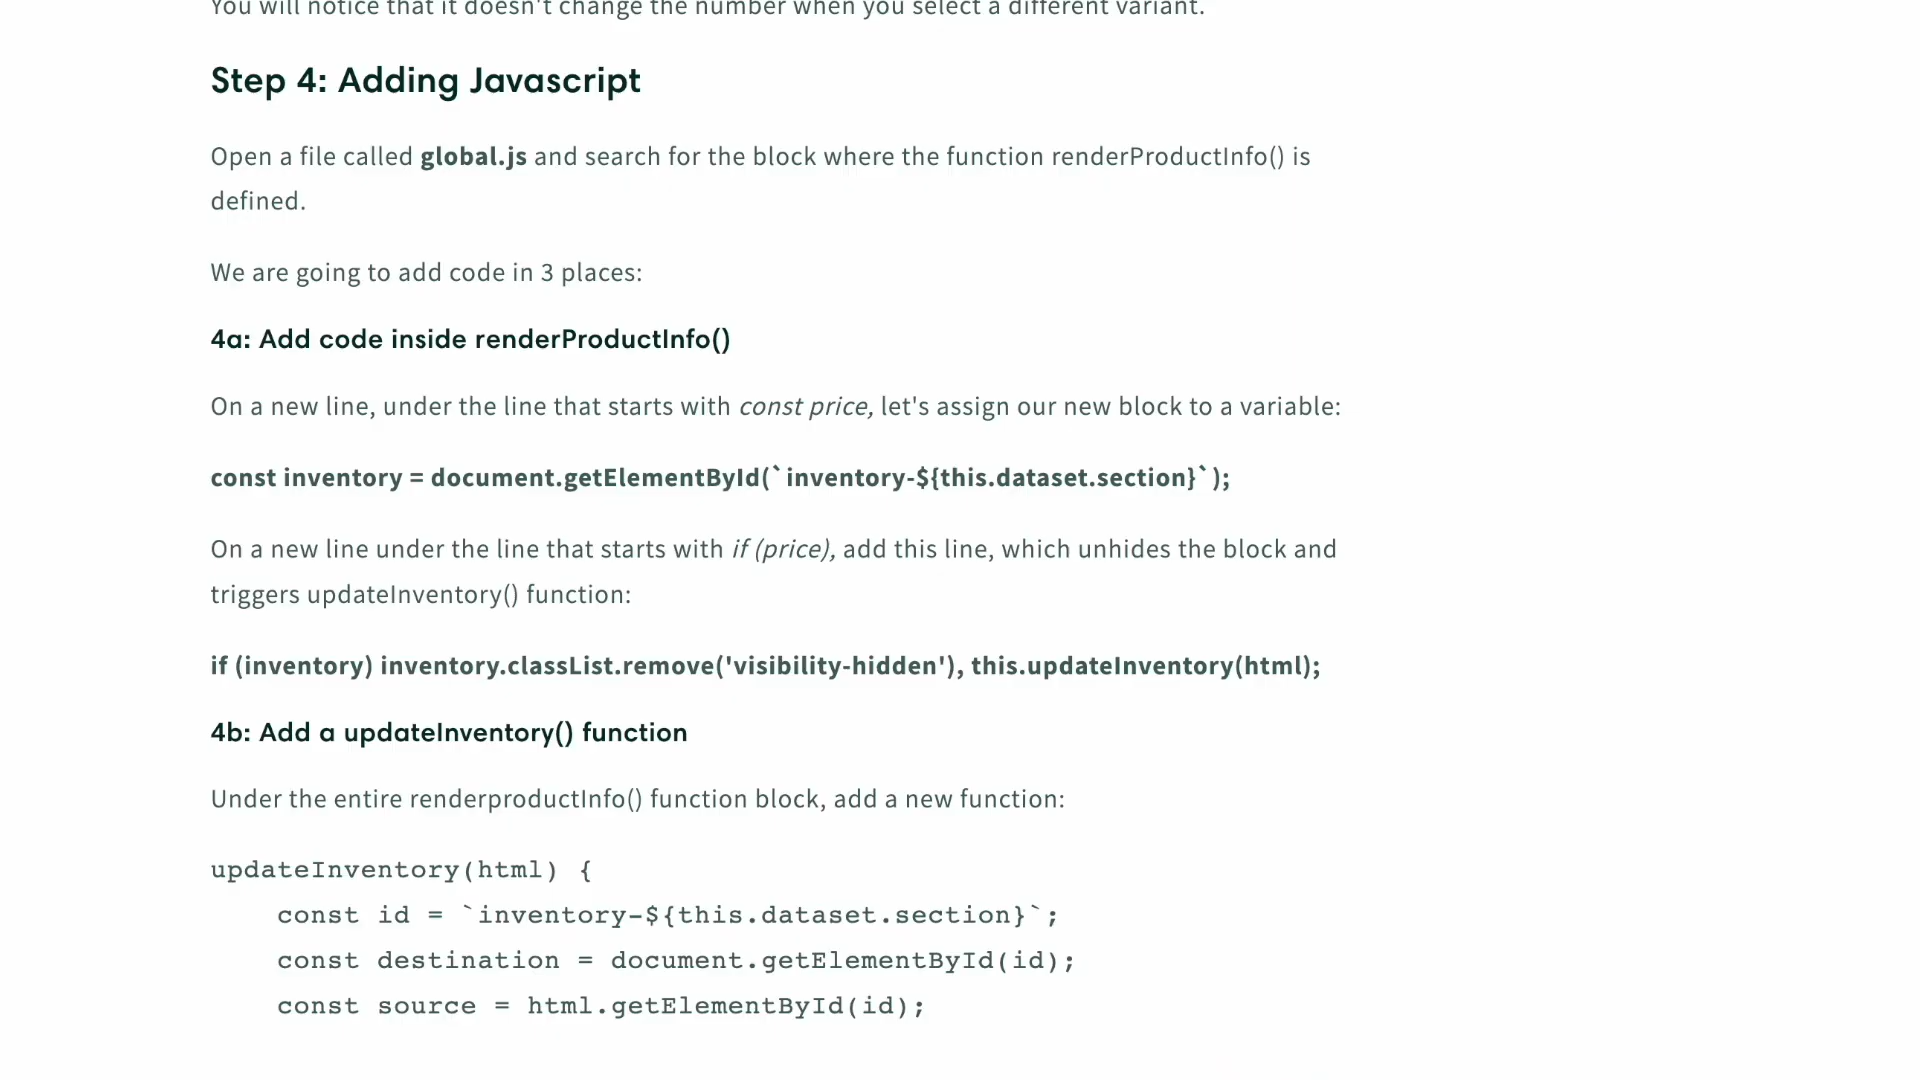 You will notice that it doesn't change the number when you select a different variant.
Step 4: Adding Javascript
Open a file called global.js and search for the block where the function renderProductInfo() is
defined.
We are going to add code in 3 places:
4a: Add code inside renderProductInfo()
On a new line, under the line that starts with const price, let's assign our new block to a variable:
const inventory = document.getElementById(`inventory-${this.dataset.section}`);
On a new line under the line that starts with if (price), add this line, which unhides the block and
triggers updateInventory() function:
if (inventory) inventory.classList.remove('visibility-hidden'), this.updateInventory(html);
4b: Add a updateInventory() function
Under the entire renderproductInfo() function block, add a new function:
updateInventory(html) {
    const id = `inventory-${this.dataset.section}`;
    const destination = document.getElementById(id);
    const source = html.getElementById(id);